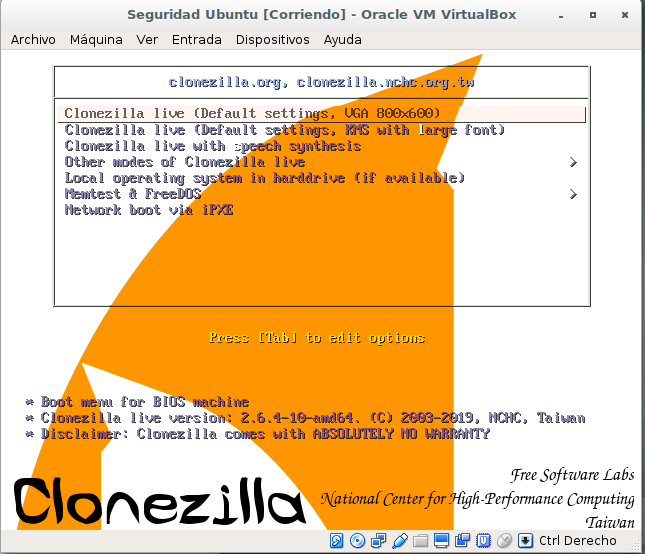 Seguridad Ubuntu [Corriendo] - Oracle VM VirtualBox
Archivo Máquina Ver Entrada Dispositivos Ayuda
clonezilla.org, clonezilla.nchc.org.tw
Clonezilla live (Default settings, VGA 800x600)
Clonezilla live (Default settings, KMS with large font)
Clonezilla live with speech synthesis
Other modes of Clonezilla live >
Local operating system in harddrive (if available)
Memtest & FreeDOS >
Network boot via iPXE
Press [Tab] to edit options
* Boot menu for BIOS machine
* Clonezilla live version: 2.6.4-10-amd64. (C) 2003-2019, NCHC, Taiwan
* Disclaimer: Clonezilla comes with ABSOLUTELY NO WARRANTY
Free Software Labs
Clonezilla National Center for High-Performance Computing
Taiwan
Ctrl Derecho